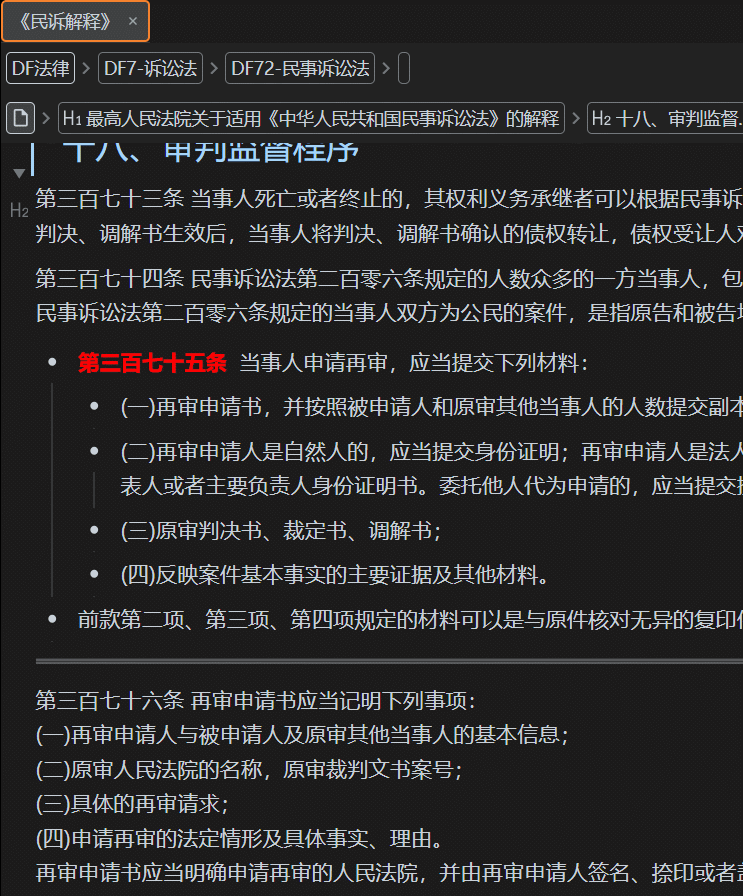 《民诉解释》 ×
DF法律 > DF7-诉讼法 > DF72-民事诉讼法 >
> H1 最高人民法院关于适用《中华人民共和国民事诉讼法》的解释 > H2 十八、审判监督.
十八、审判监督程序
H2
第三百七十三条 当事人死亡或者终止的，其权利义务承继者可以根据民事诉
判决、调解书生效后，当事人将判决、调解书确认的债权转让，债权受让人对
第三百七十四条 民事诉讼法第二百零六条规定的人数众多的一方当事人，包
民事诉讼法第二百零六条规定的当事人双方为公民的案件，是指原告和被告均
• 第三百七十五条 当事人申请再审，应当提交下列材料：
• (一)再审申请书，并按照被申请人和原审其他当事人的人数提交副本
• (二)再审申请人是自然人的，应当提交身份证明；再审申请人是法人
表人或者主要负责人身份证明书。委托他人代为申请的，应当提交授
• (三)原审判决书、裁定书、调解书；
• (四)反映案件基本事实的主要证据及其他材料。
• 前款第二项、第三项、第四项规定的材料可以是与原件核对无异的复印件
第三百七十六条 再审申请书应当记明下列事项：
(一)再审申请人与被申请人及原审其他当事人的基本信息；
(二)原审人民法院的名称，原审裁判文书案号；
(三)具体的再审请求；
(四)申请再审的法定情形及具体事实、理由。
再审申请书应当明确申请再审的人民法院，并由再审申请人签名、捺印或者盖